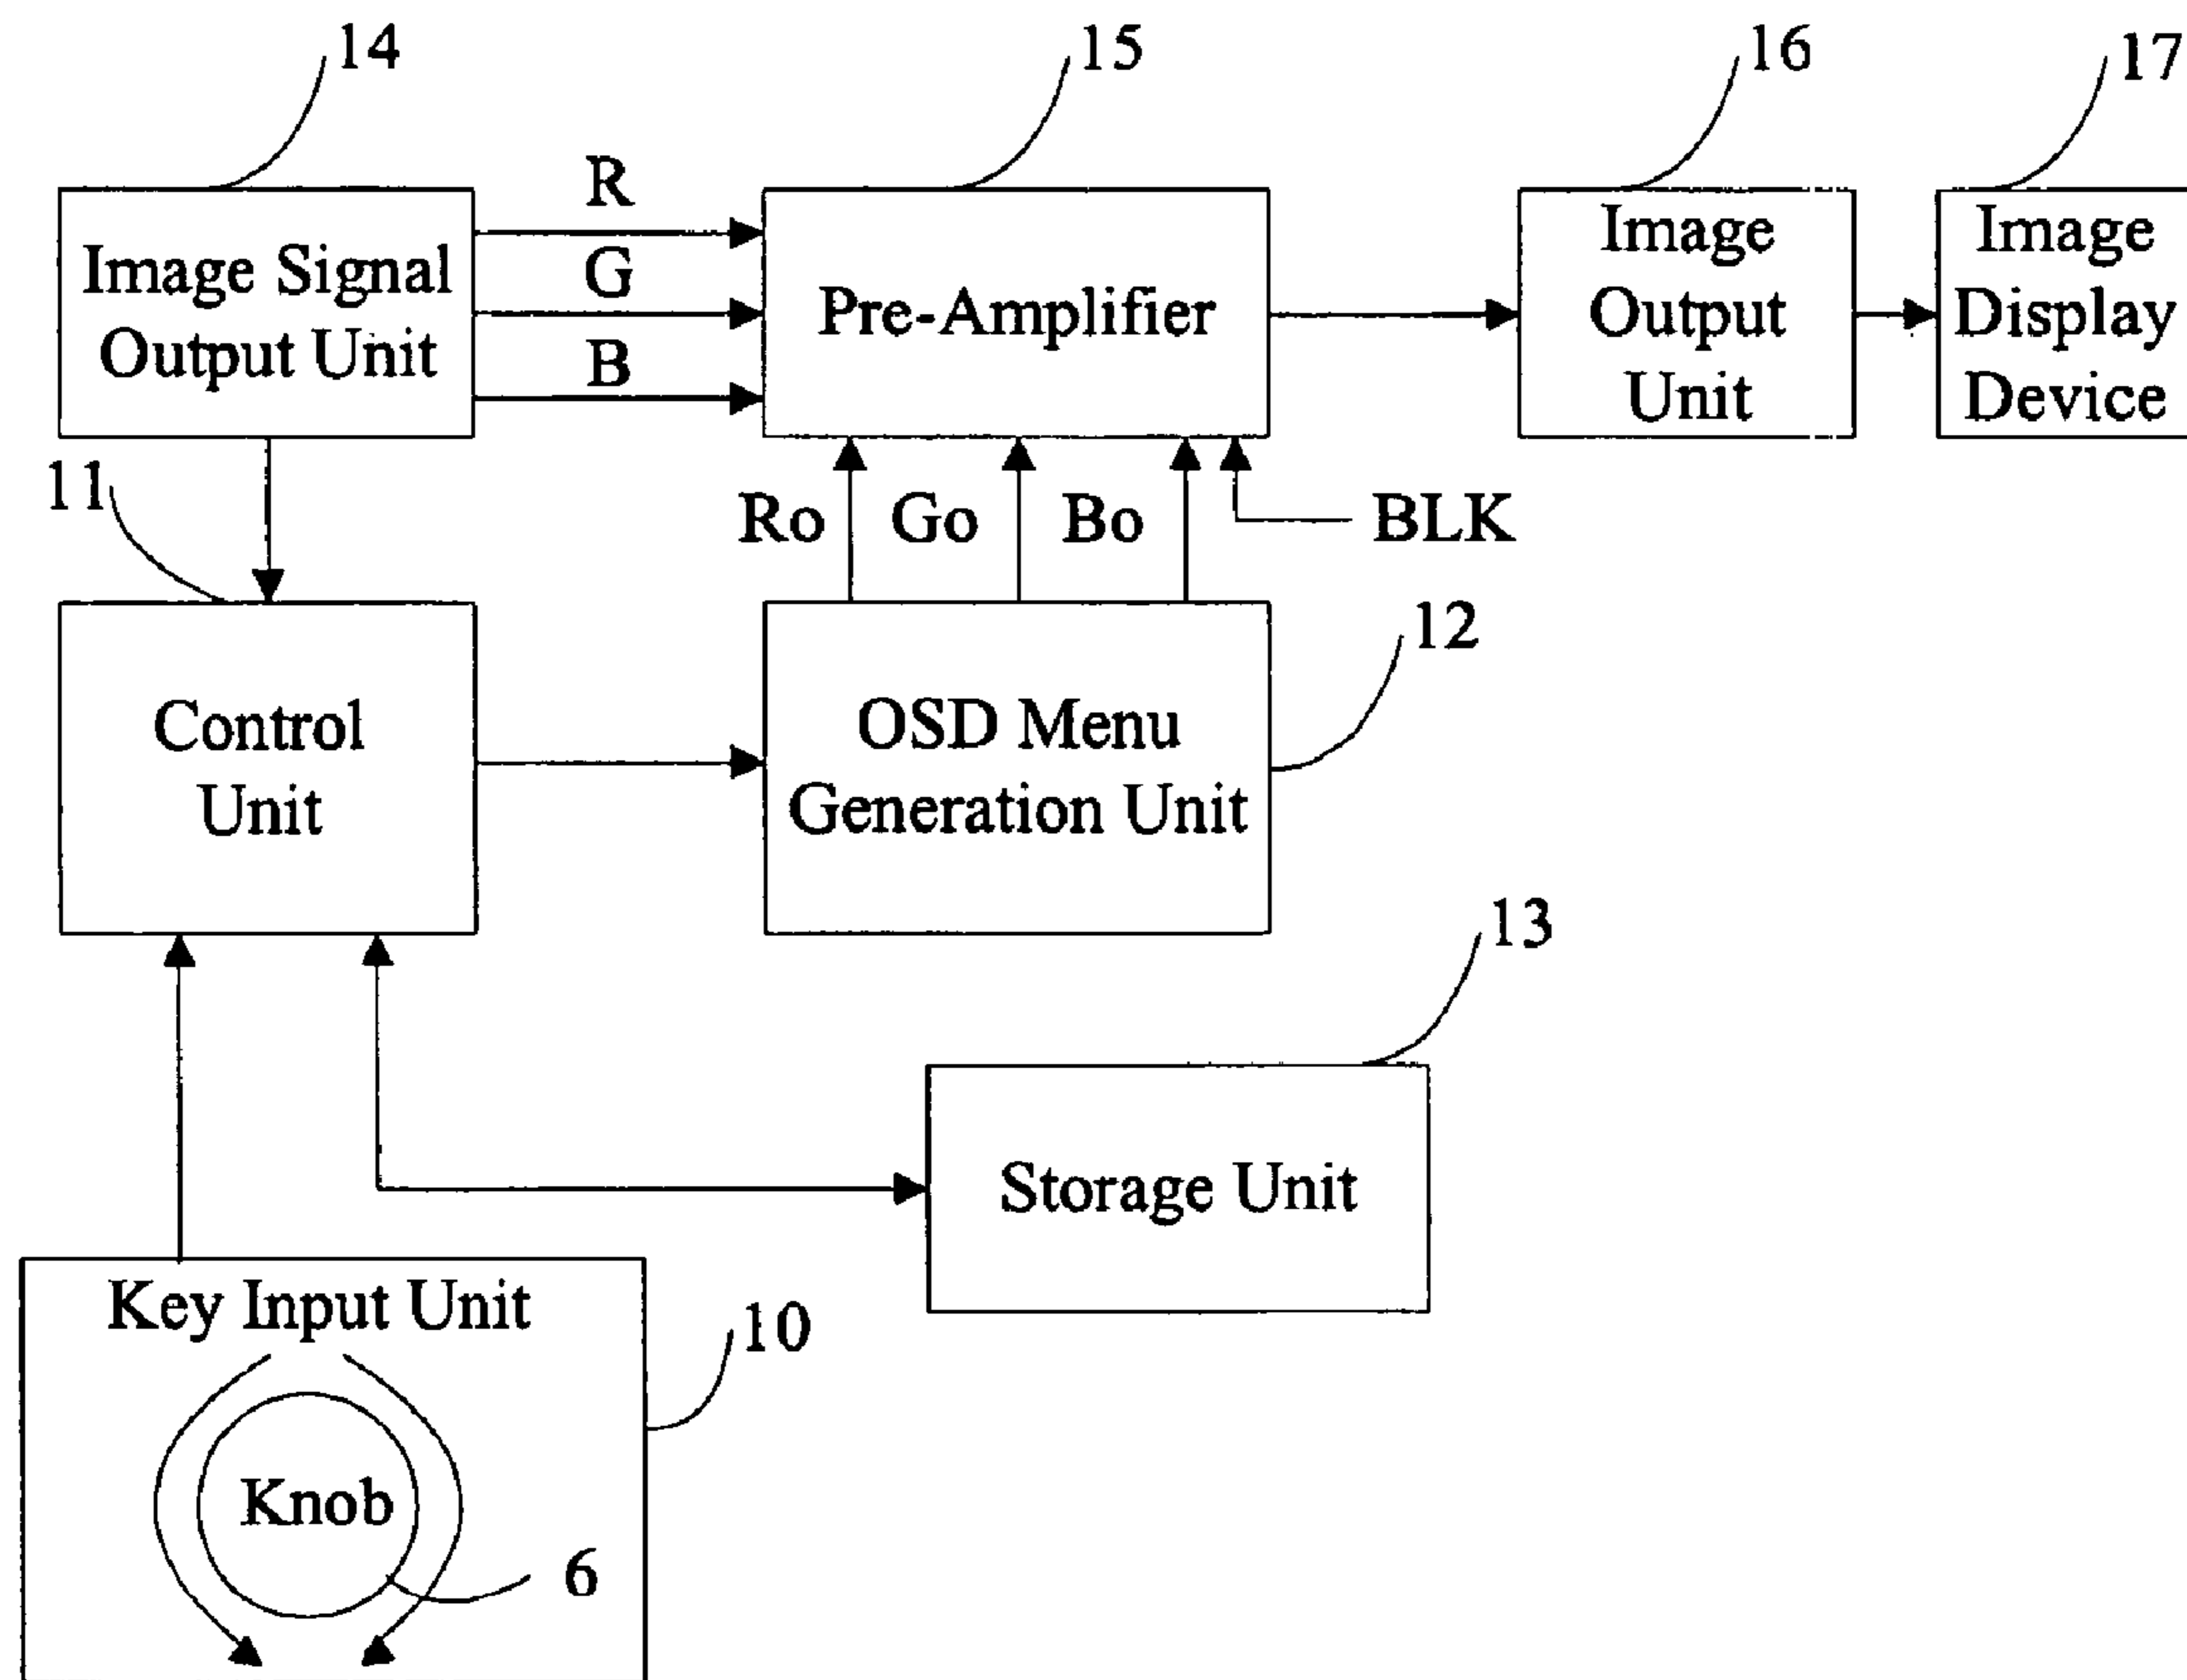 14
15
16
17
R
G
B
Image Signal
Output Unit
Pre-Amplifier
Image
Output
Unit
Image
Display
Device
11
Ro
Go
Bo
BLK
12
Control
Unit
OSD Menu
Generation Unit
13
Storage Unit
Key Input Unit
10
Knob
6